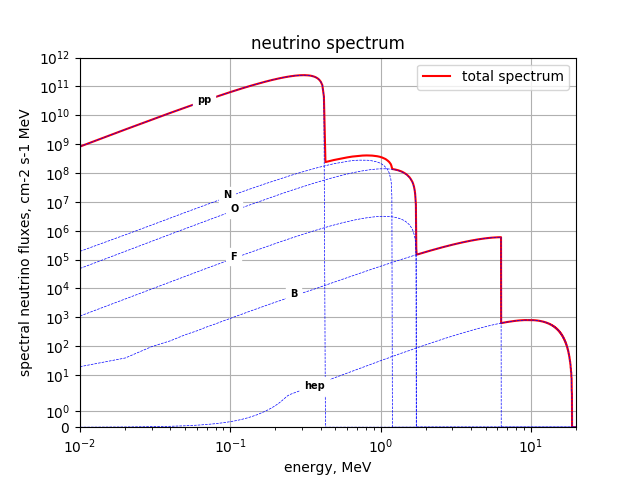 neutrino spectrum
total spectrum
spectral neutrino fluxes, cm-2 s-1 MeV
10¹²
10¹¹
10¹⁰
10⁹
10⁸
10⁷
10⁶
10⁵
10⁴
10³
10²
10¹
10⁰
0
pp
N
O
F
B
hep
10⁻²
10⁻¹
10⁰
10¹
energy, MeV